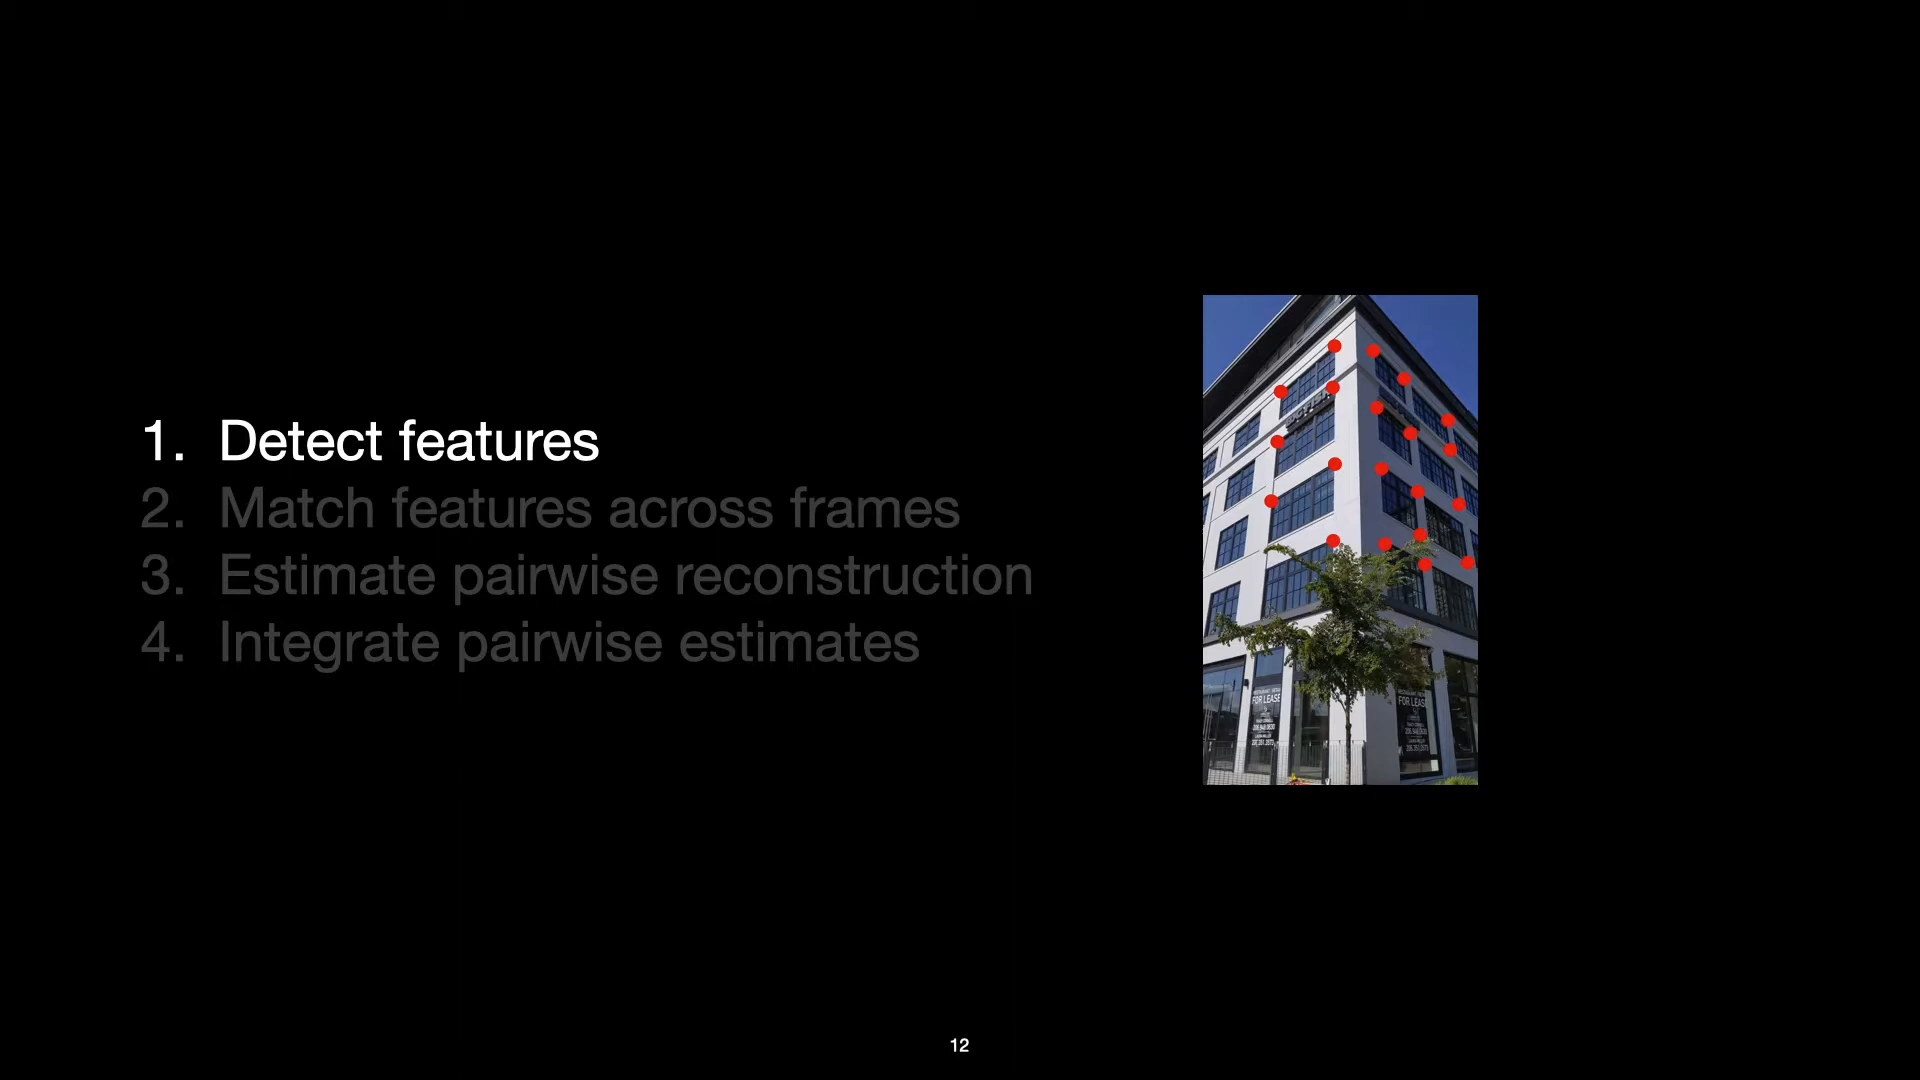 1. Detect features
2. Match features across frames
3. Estimate pairwise reconstruction
4. Integrate pairwise estimates
FOR LEASE
FOR LEAS
12